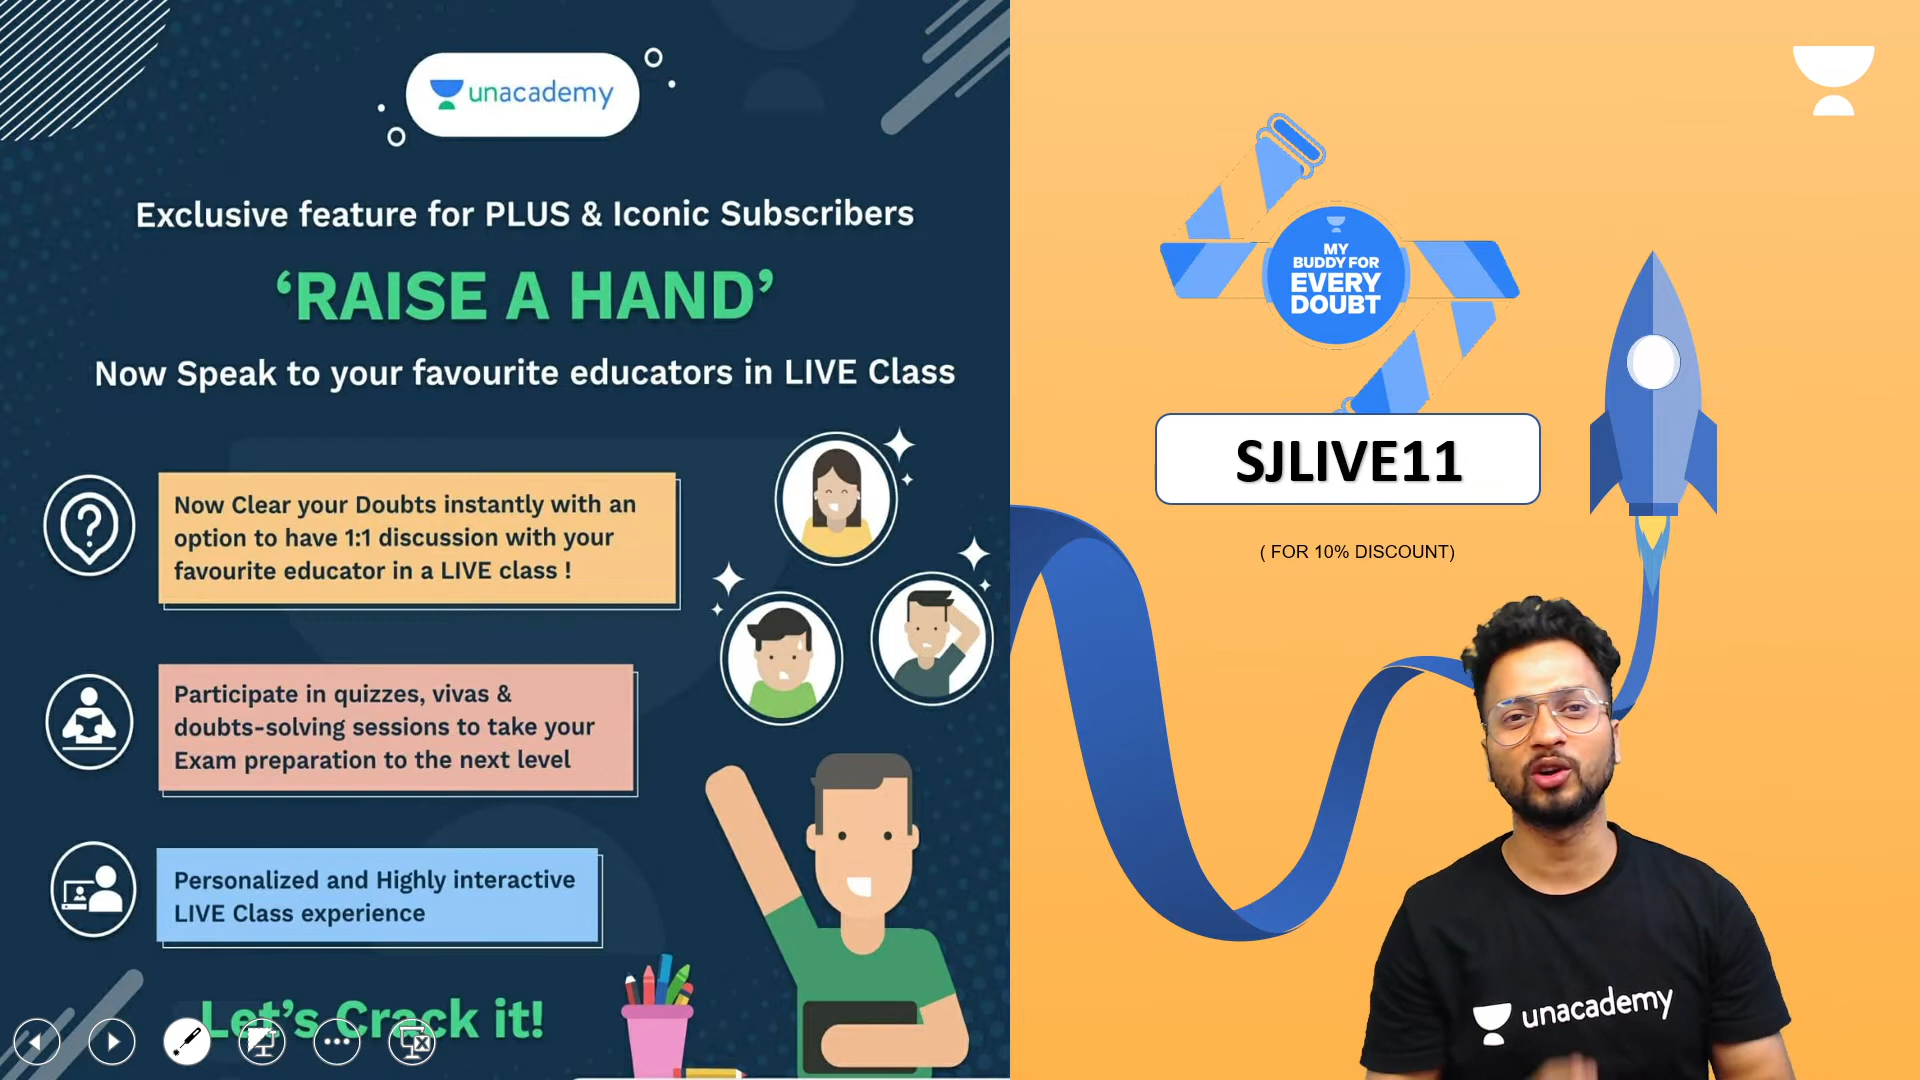 unacademy
Exclusive feature for PLUS & Iconic Subscribers
‘RAISE A HAND’
Now Speak to your favourite educators in LIVE Class
Now Clear your Doubts instantly with an
option to have 1:1 discussion with your
favourite educator in a LIVE class !
Participate in quizzes, vivas &
doubts-solving sessions to take your
Exam preparation to the next level
Personalized and Highly interactive
LIVE Class experience
Let’s Crack it!
MY
BUDDY FOR
EVERY
DOUBT
SJLIVE11
( FOR 10% DISCOUNT)
unacademy